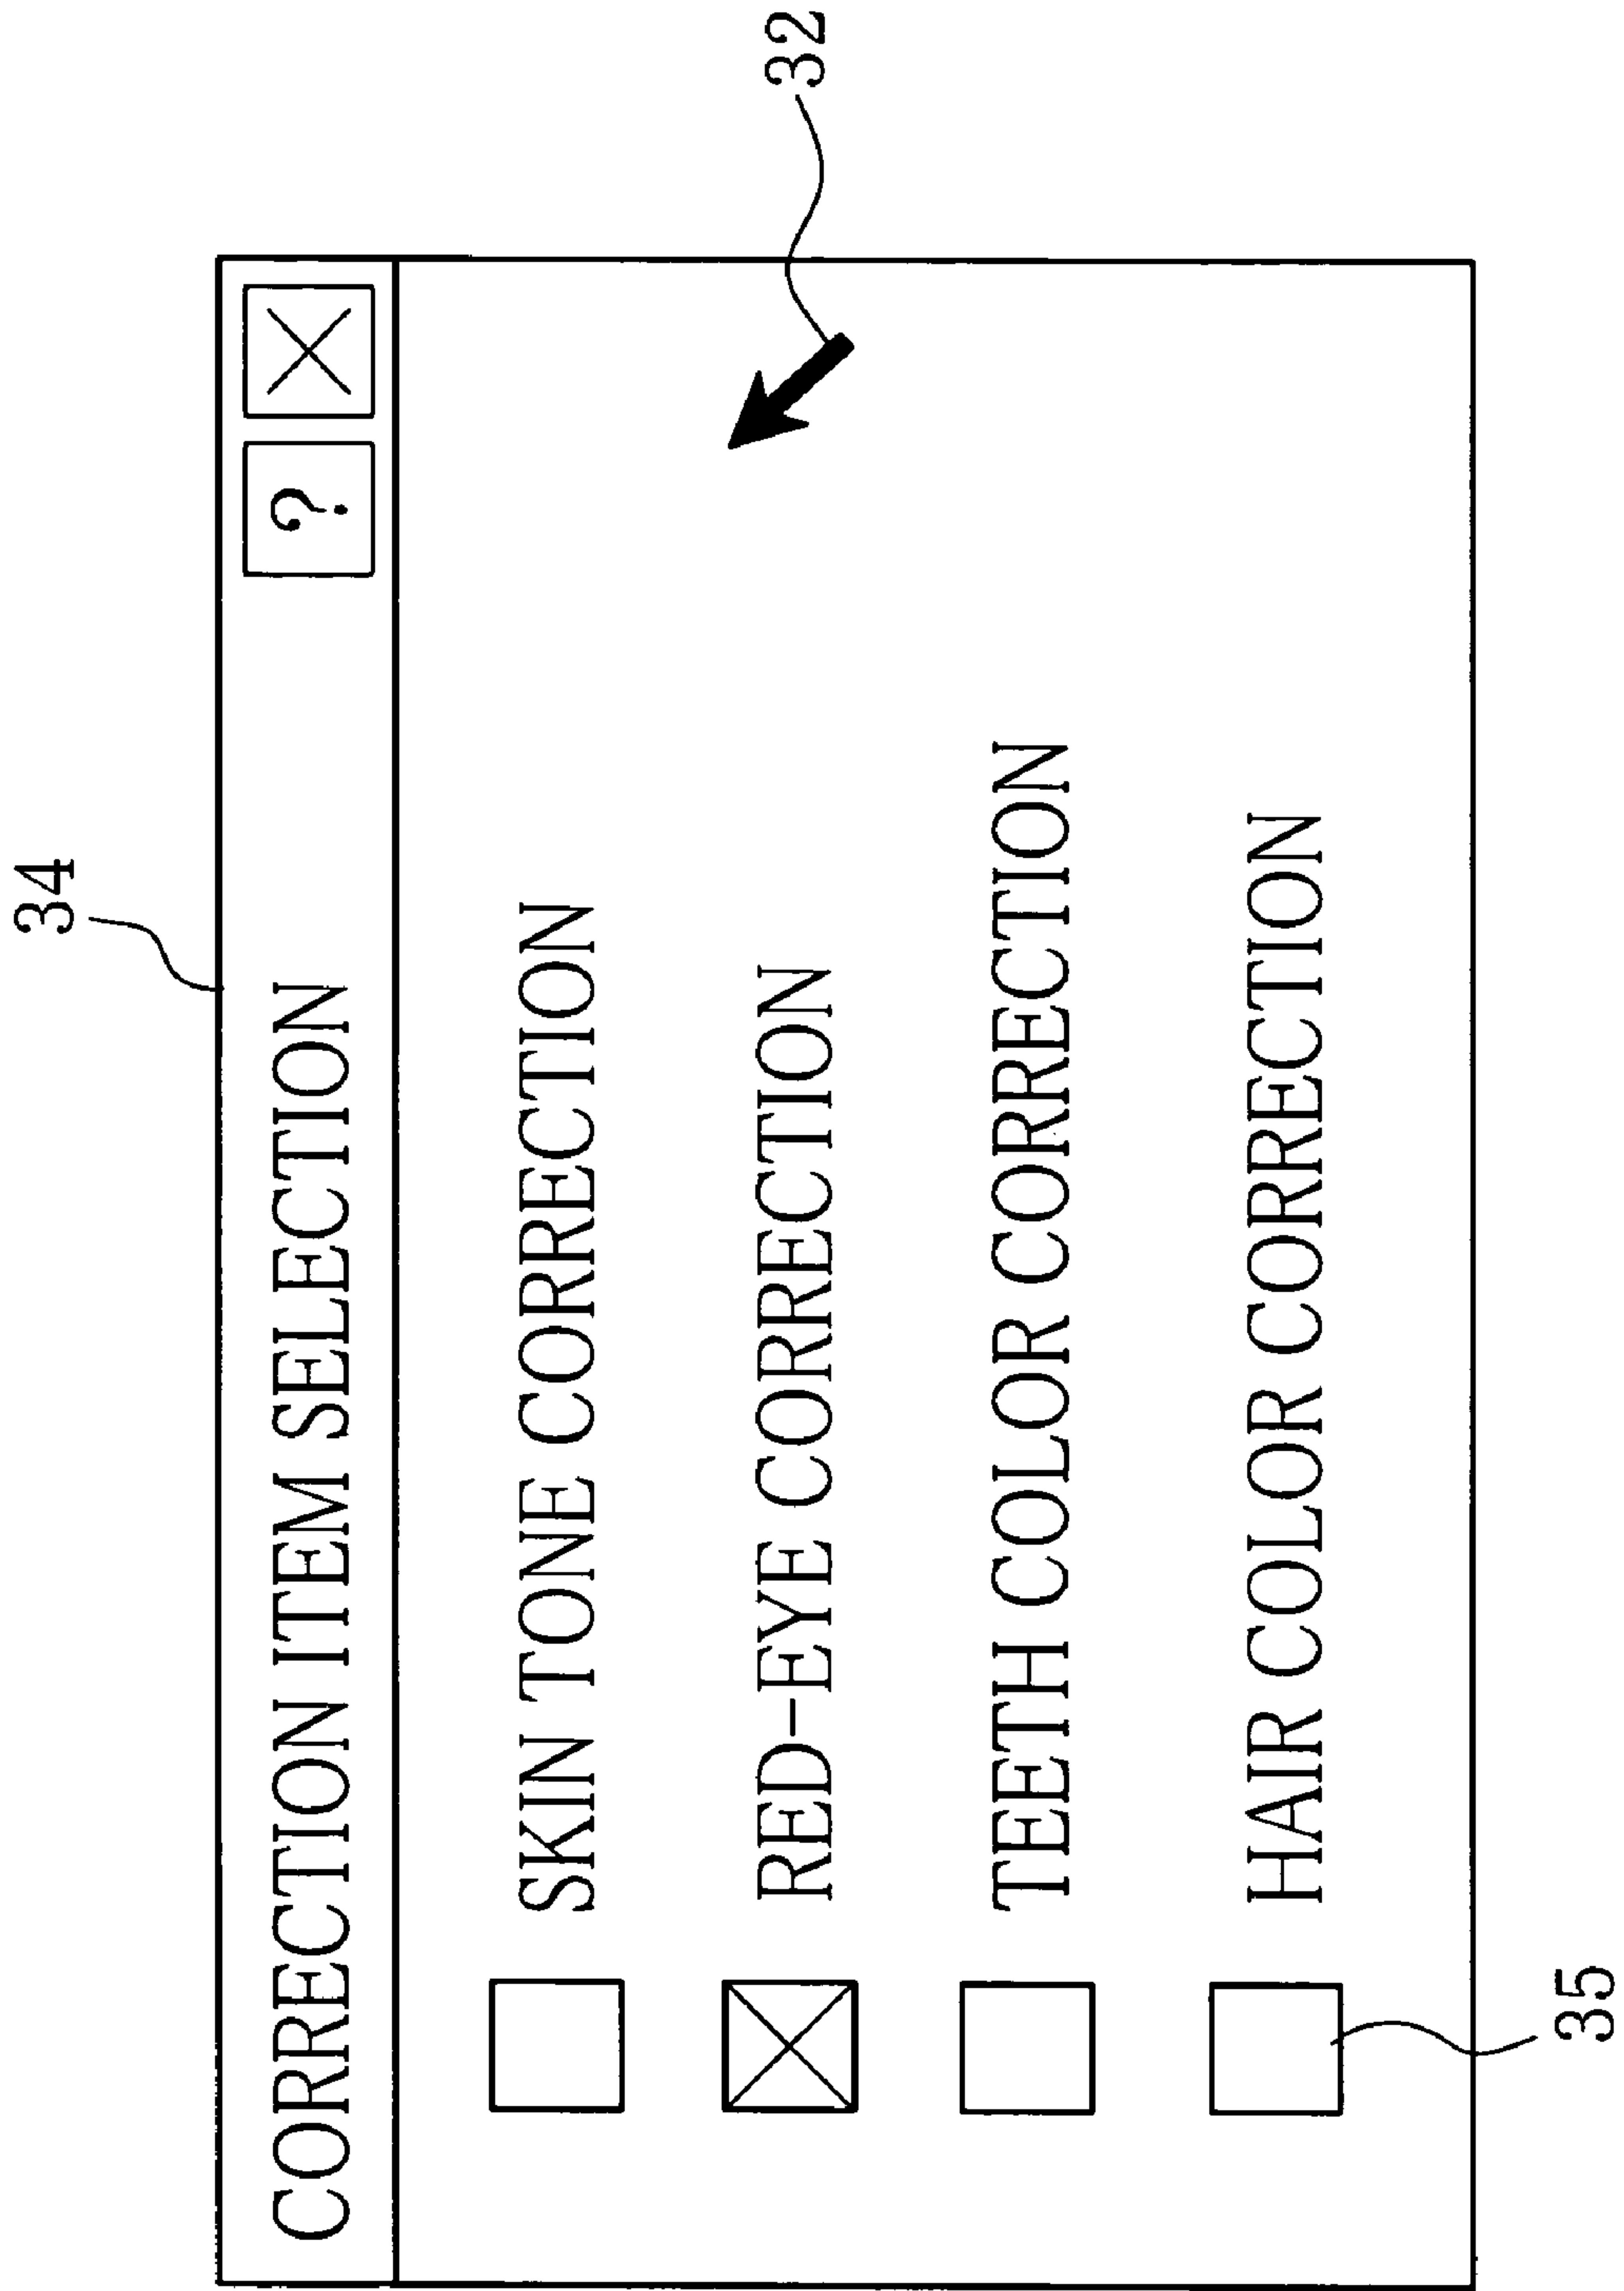 34
CORRECTION ITEM SELECTION ?
SKIN TONE CORRECTION
RED-EYE CORRECTION
32
TEETH COLOR CORRECTION
HAIR COLOR CORRECTION
35